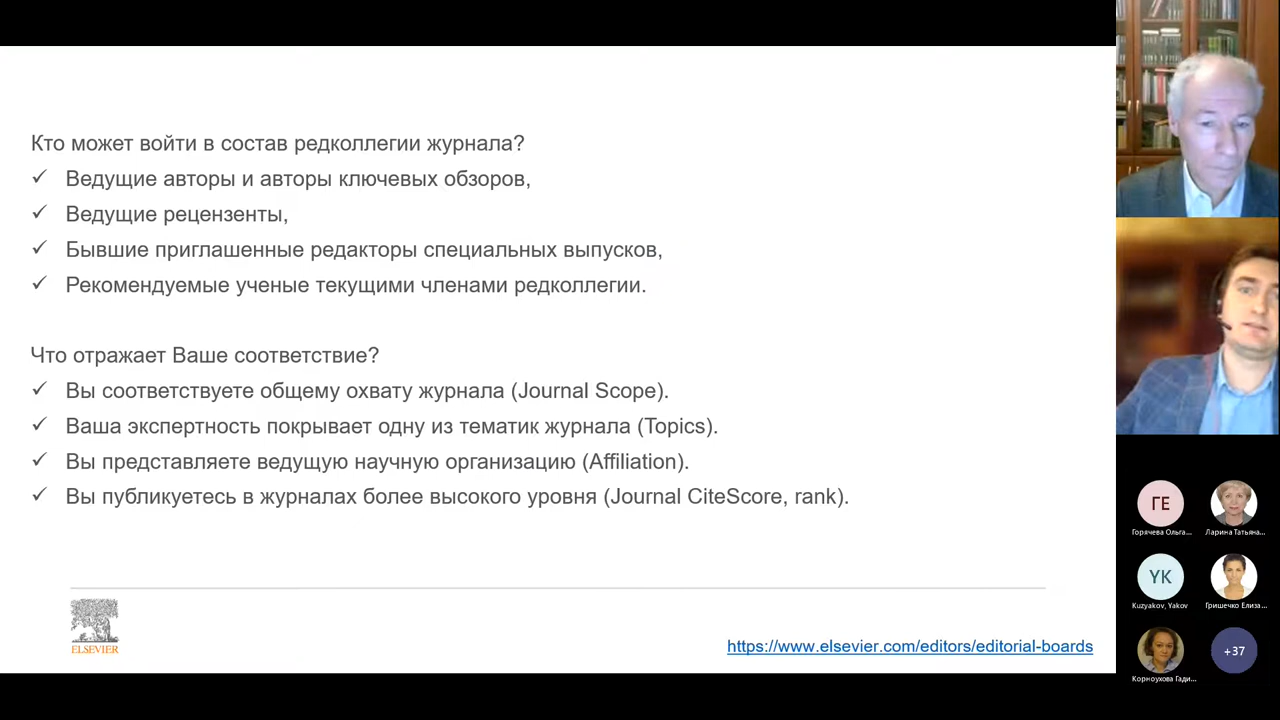 Кто может войти в состав редколлегии журнала?
✓ Ведущие авторы и авторы ключевых обзоров,
✓ Ведущие рецензенты,
✓ Бывшие приглашенные редакторы специальных выпусков,
✓ Рекомендуемые ученые текущими членами редколлегии.
Что отражает Ваше соответствие?
✓ Вы соответствуете общему охвату журнала (Journal Scope).
✓ Ваша экспертность покрывает одну из тематик журнала (Topics).
✓ Вы представляете ведущую научную организацию (Affiliation).
✓ Вы публикуетесь в журналах более высокого уровня (Journal CiteScore, rank).
ELSEVIER
https://www.elsevier.com/editors/editorial-boards
ГЕ
Горячева Ольга...
Ларина Татьяна...
YK
Kuzyakov, Yakov
Гришечко Елиза...
Корноухова Гади...
+37